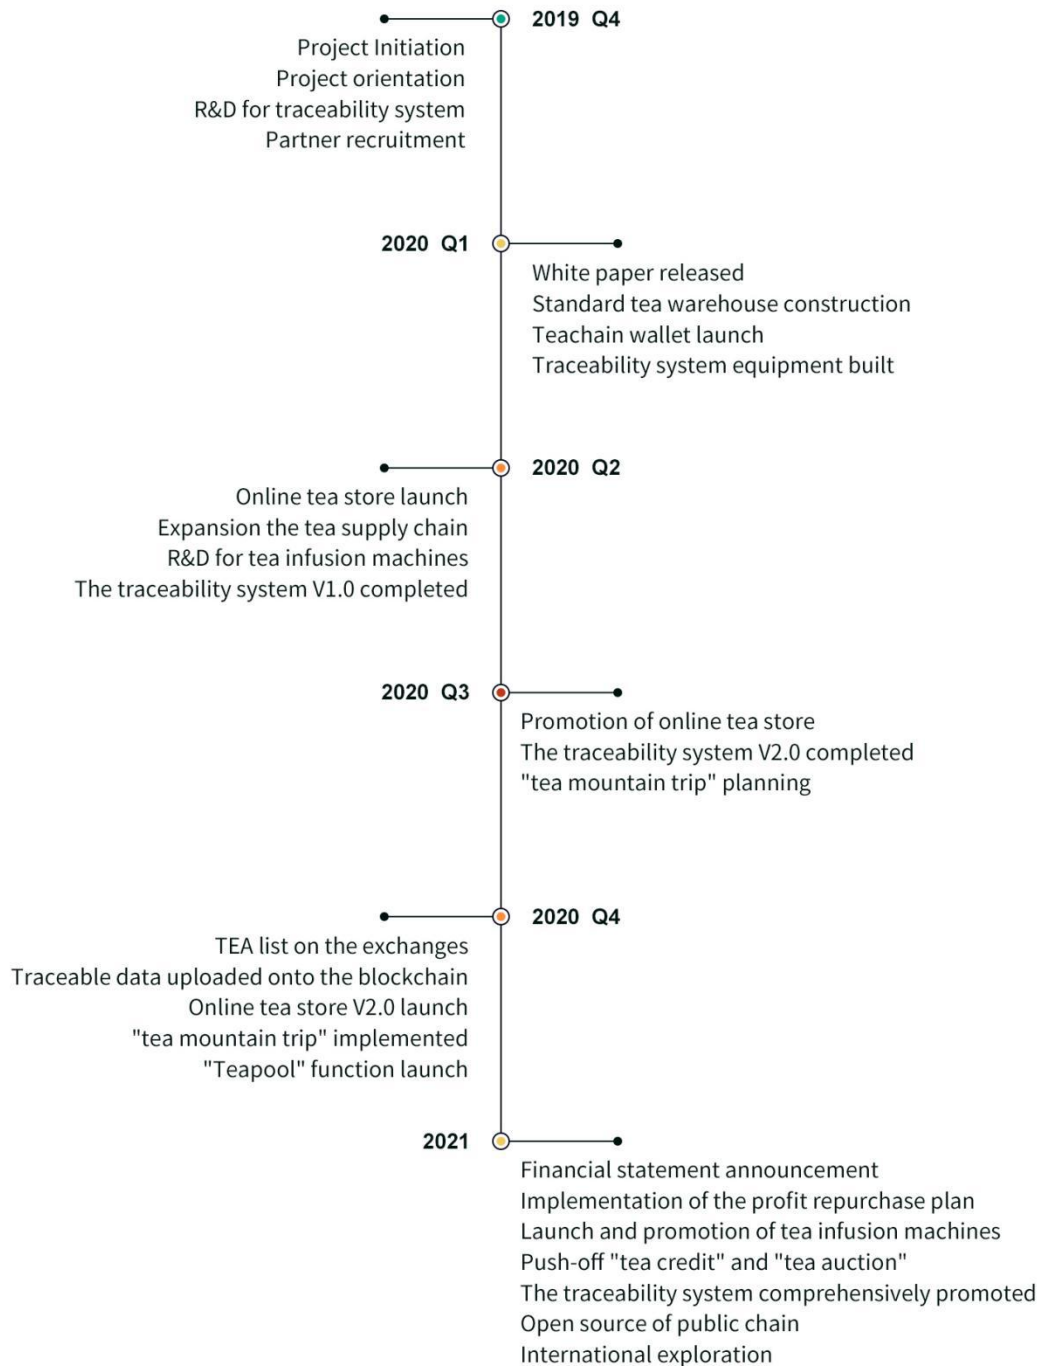 2019 Q4
Project Initiation
Project orientation
R&D for traceability system
Partner recruitment
2020 Q1
White paper released
Standard tea warehouse construction
Teachain wallet launch
Traceability system equipment built
2020 Q2
Online tea store launch
Expansion the tea supply chain
R&D for tea infusion machines
The traceability system V1.0 completed
2020 Q3
Promotion of online tea store
The traceability system V2.0 completed
"tea mountain trip" planning
2020 Q4
TEA list on the exchanges
Traceable data uploaded onto the blockchain
Online tea store V2.0 launch
"tea mountain trip" implemented
"Teapool" function launch
2021
Financial statement announcement
Implementation of the profit repurchase plan
Launch and promotion of tea infusion machines
Push-off "tea credit" and "tea auction"
The traceability system comprehensively promoted
Open source of public chain
International exploration